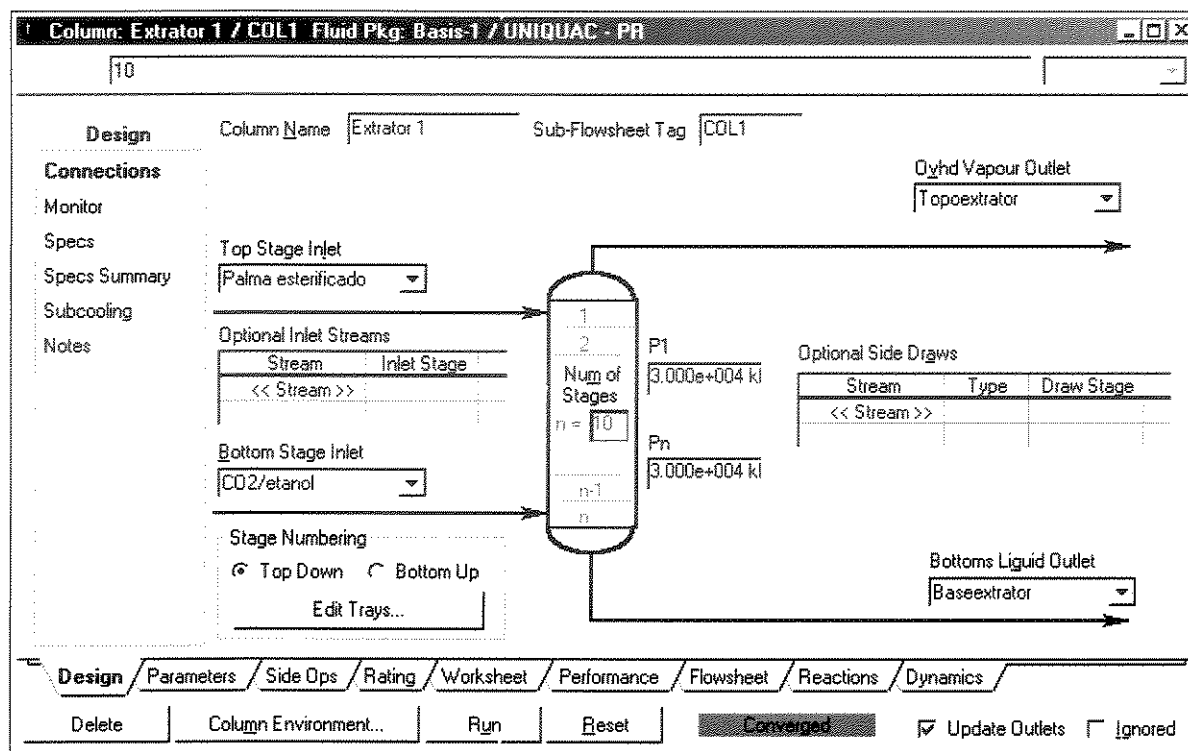 Column: Extrator 1 / COL1 Fluid Pkg: Basis-1 / UNIQUAC - PR
10
Design
Column Name Extrator 1 Sub-Flowsheet Tag COL1
Connections
Monitor
Specs
Specs Summary
Subcooling
Notes
Ovhd Vapour Outlet
Topoextrator
Top Stage Inlet
Palma esterificado
Optional Inlet Streams
Stream Inlet Stage
<< Stream >>
Bottom Stage Inlet
CO2/etanol
Stage Numbering
Top Down Bottom Up
Edit Trays...
1
2
Num of
Stages
n = 10
n-1
n
P1
3.000e+004 kl
Pn
3.000e+004 kl
Optional Side Draws
Stream Type Draw Stage
<< Stream >>
Bottoms Liquid Outlet
Baseextrator
Design Parameters Side Ops Rating Worksheet Performance Flowsheet Reactions Dynamics
Delete Column Environment... Run Reset Converged Update Outlets Ignored